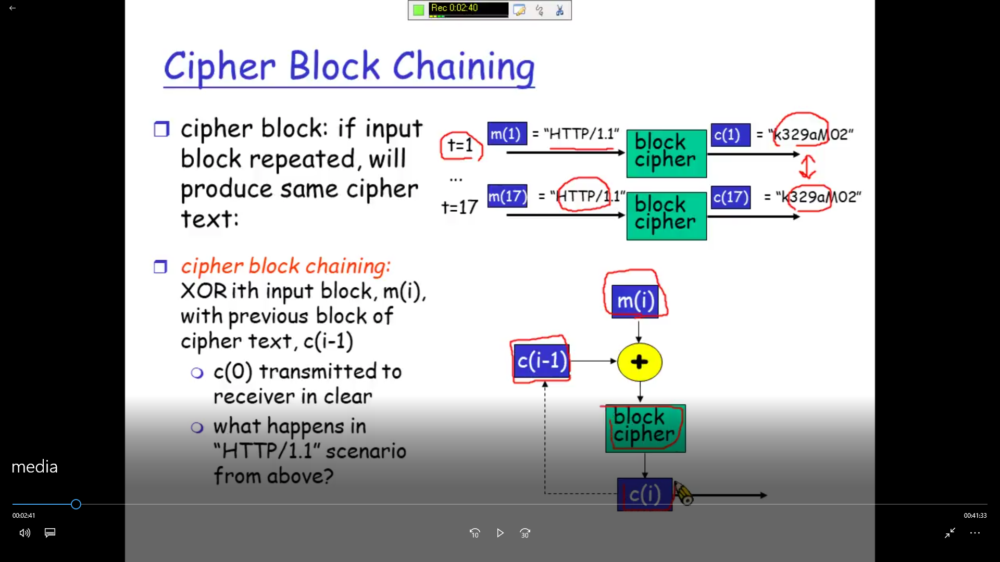 Rec 0:02:40
Cipher Block Chaining
cipher block: if input
block repeated, will
produce same cipher
text:
t=1
m(1) = “HTTP/1.1”
block
cipher
c(1) = “k329aM02”
...
t=17
m(17) = “HTTP/1.1”
block
cipher
c(17) = “k329aM02”
cipher block chaining:
XOR ith input block, m(i),
with previous block of
cipher text, c(i-1)
c(0) transmitted to
receiver in clear
what happens in
“HTTP/1.1” scenario
from above?
m(i)
c(i-1)
+
block
cipher
c(i)
media
00:02:41
00:41:33
10
30